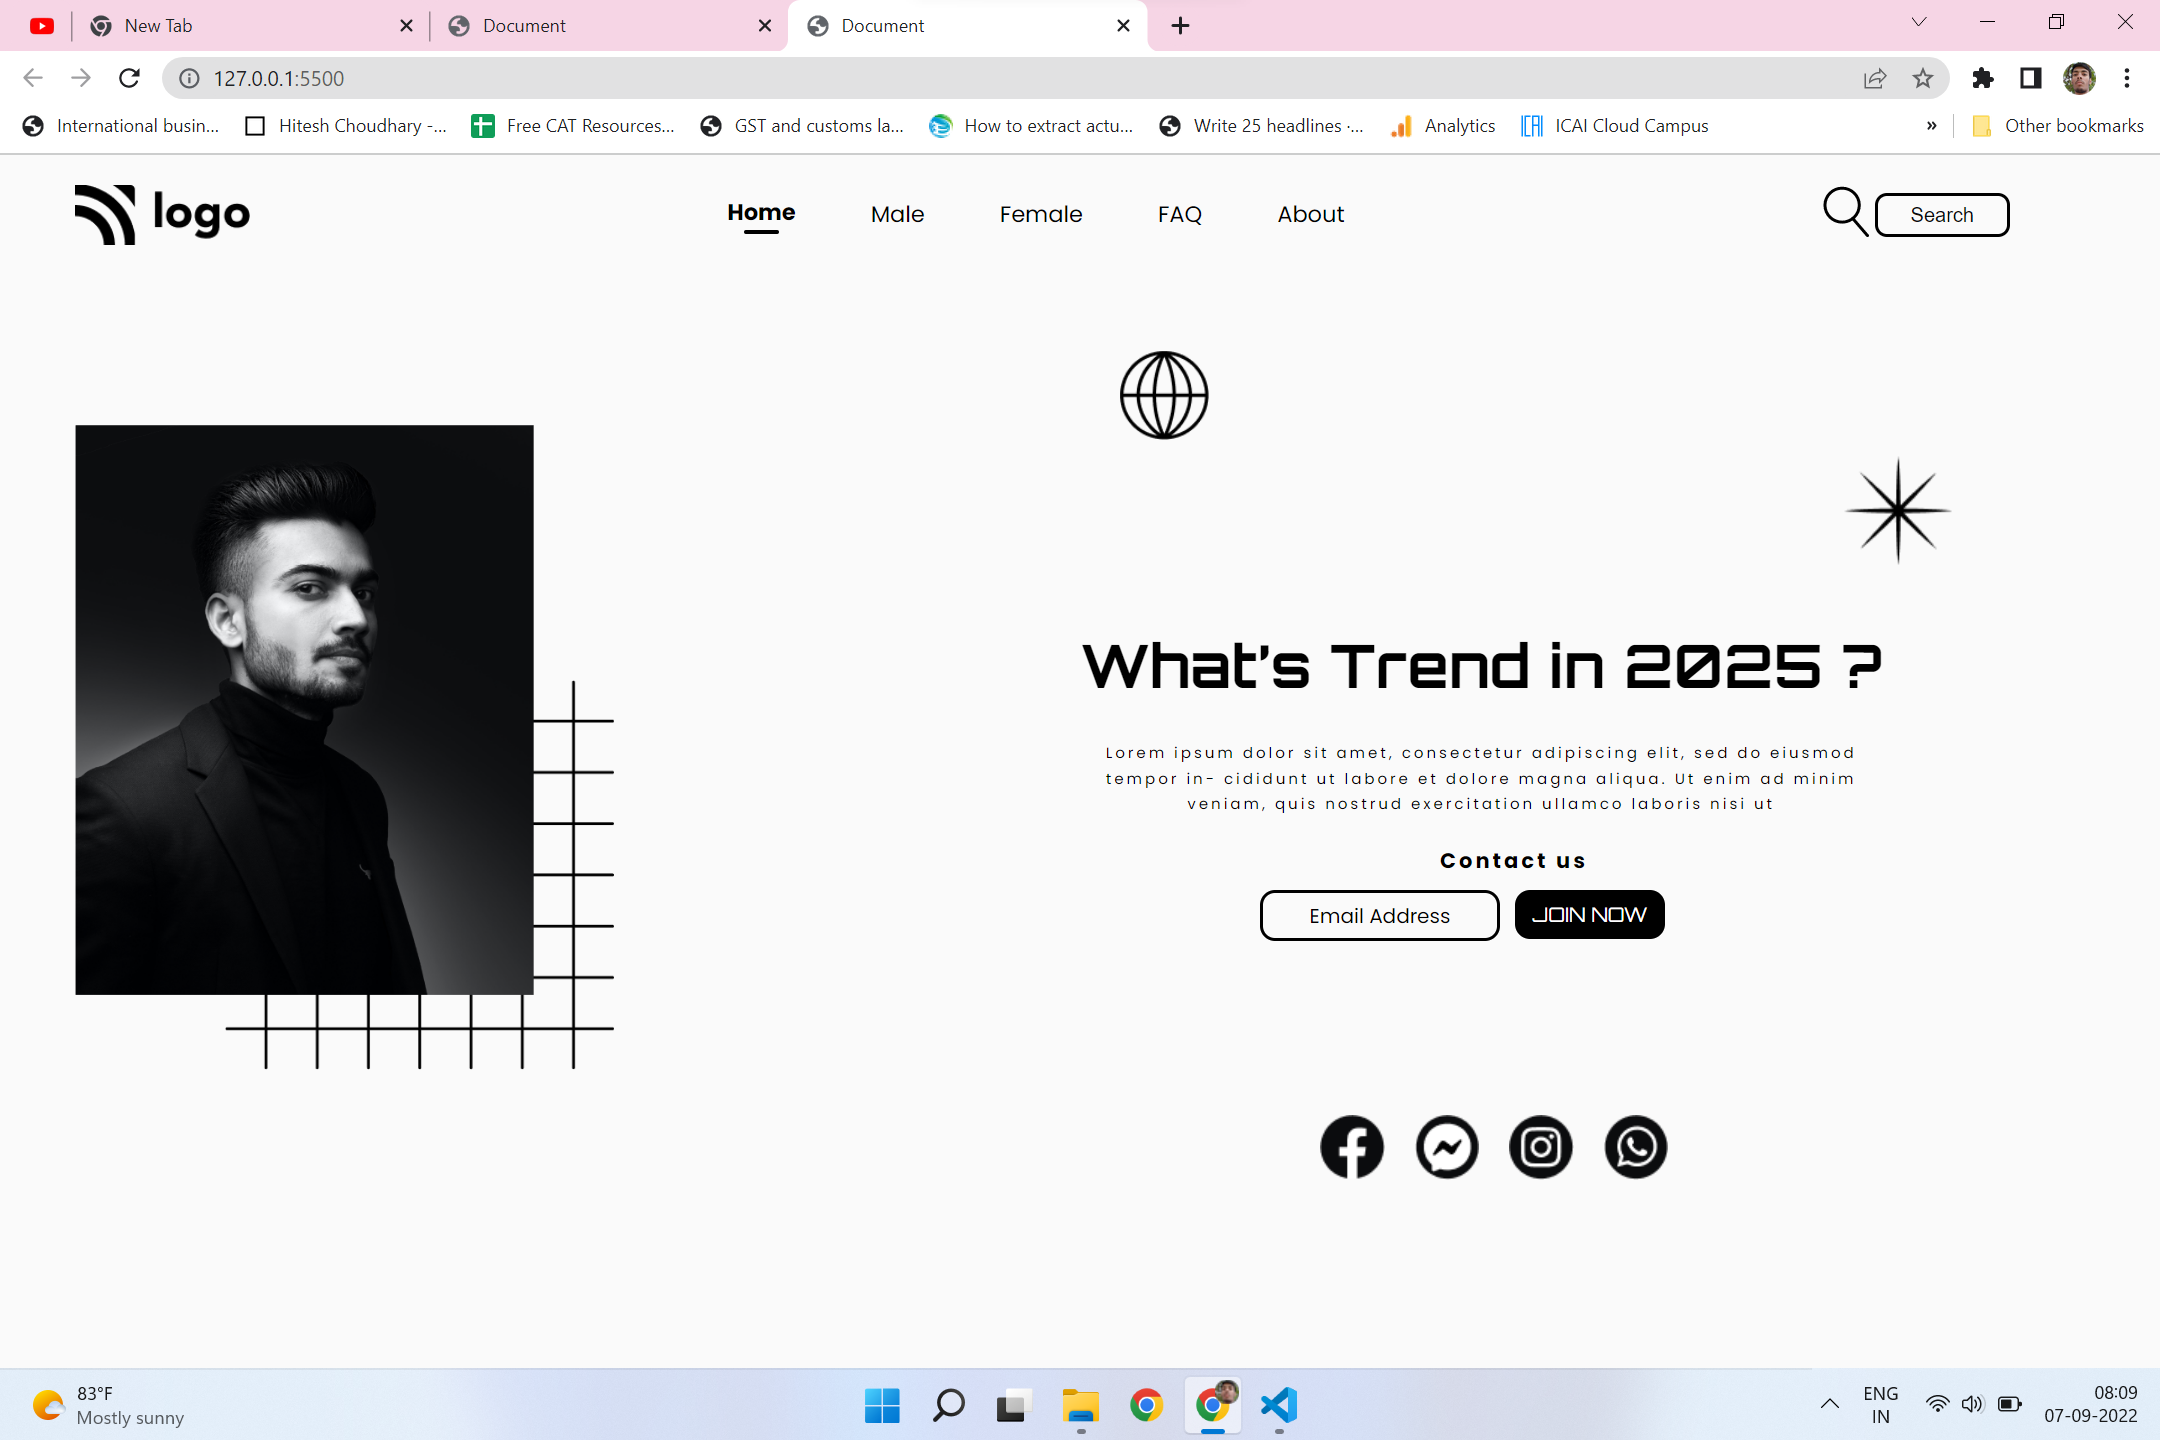 New Tab
Document
Document
127.0.0.1:5500
International busin...
Hitesh Choudhary -...
Free CAT Resources...
GST and customs la...
How to extract actu...
Write 25 headlines ·...
Analytics
ICAI Cloud Campus
»
Other bookmarks
logo
Home
Male
Female
FAQ
About
Search
What's Trend in 2025 ?
Lorem ipsum dolor sit amet, consectetur adipiscing elit, sed do eiusmod
tempor in- cididunt ut labore et dolore magna aliqua. Ut enim ad minim
veniam, quis nostrud exercitation ullamco laboris nisi ut
Contact us
Email Address
JOIN NOW
83°F
Mostly sunny
ENG
IN
08:09
07-09-2022